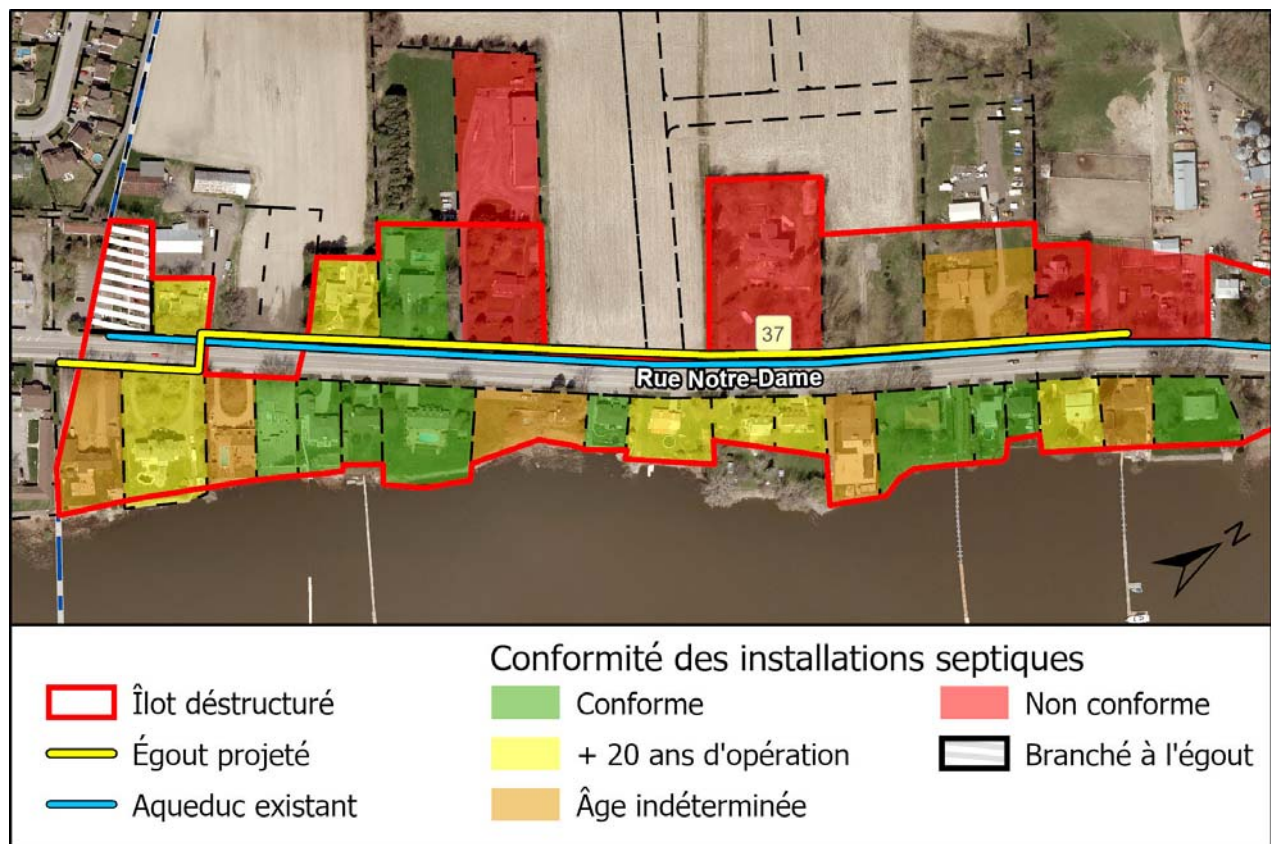 37
Rue Notre-Dame
N
Conformité des installations septiques
Îlot déstructuré
Conforme
Non conforme
Égout projeté
+ 20 ans d'opération
Branché à l'égout
Aqueduc existant
Âge indéterminée